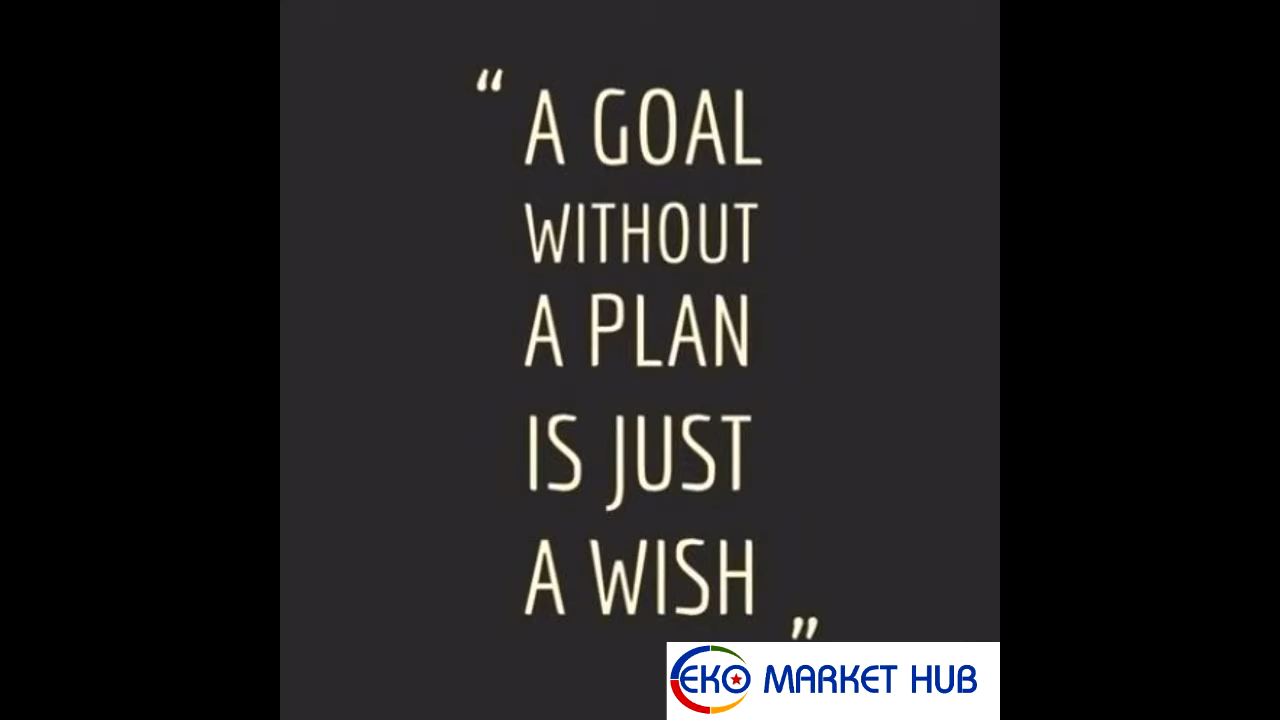 “ A GOAL
WITHOUT
A PLAN
IS JUST
A WISH ”
EKO MARKET HUB